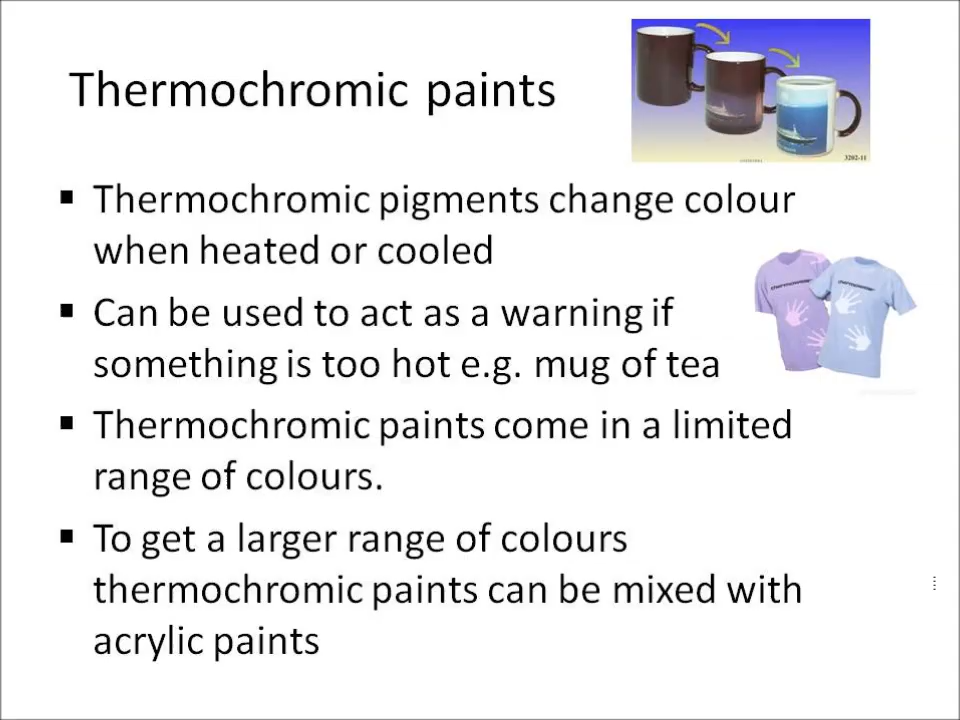 Thermochromic paints
3202-11
▪ Thermochromic pigments change colour
when heated or cooled
▪ Can be used to act as a warning if
something is too hot e.g. mug of tea
▪ Thermochromic paints come in a limited
range of colours.
▪ To get a larger range of colours
thermochromic paints can be mixed with
acrylic paints